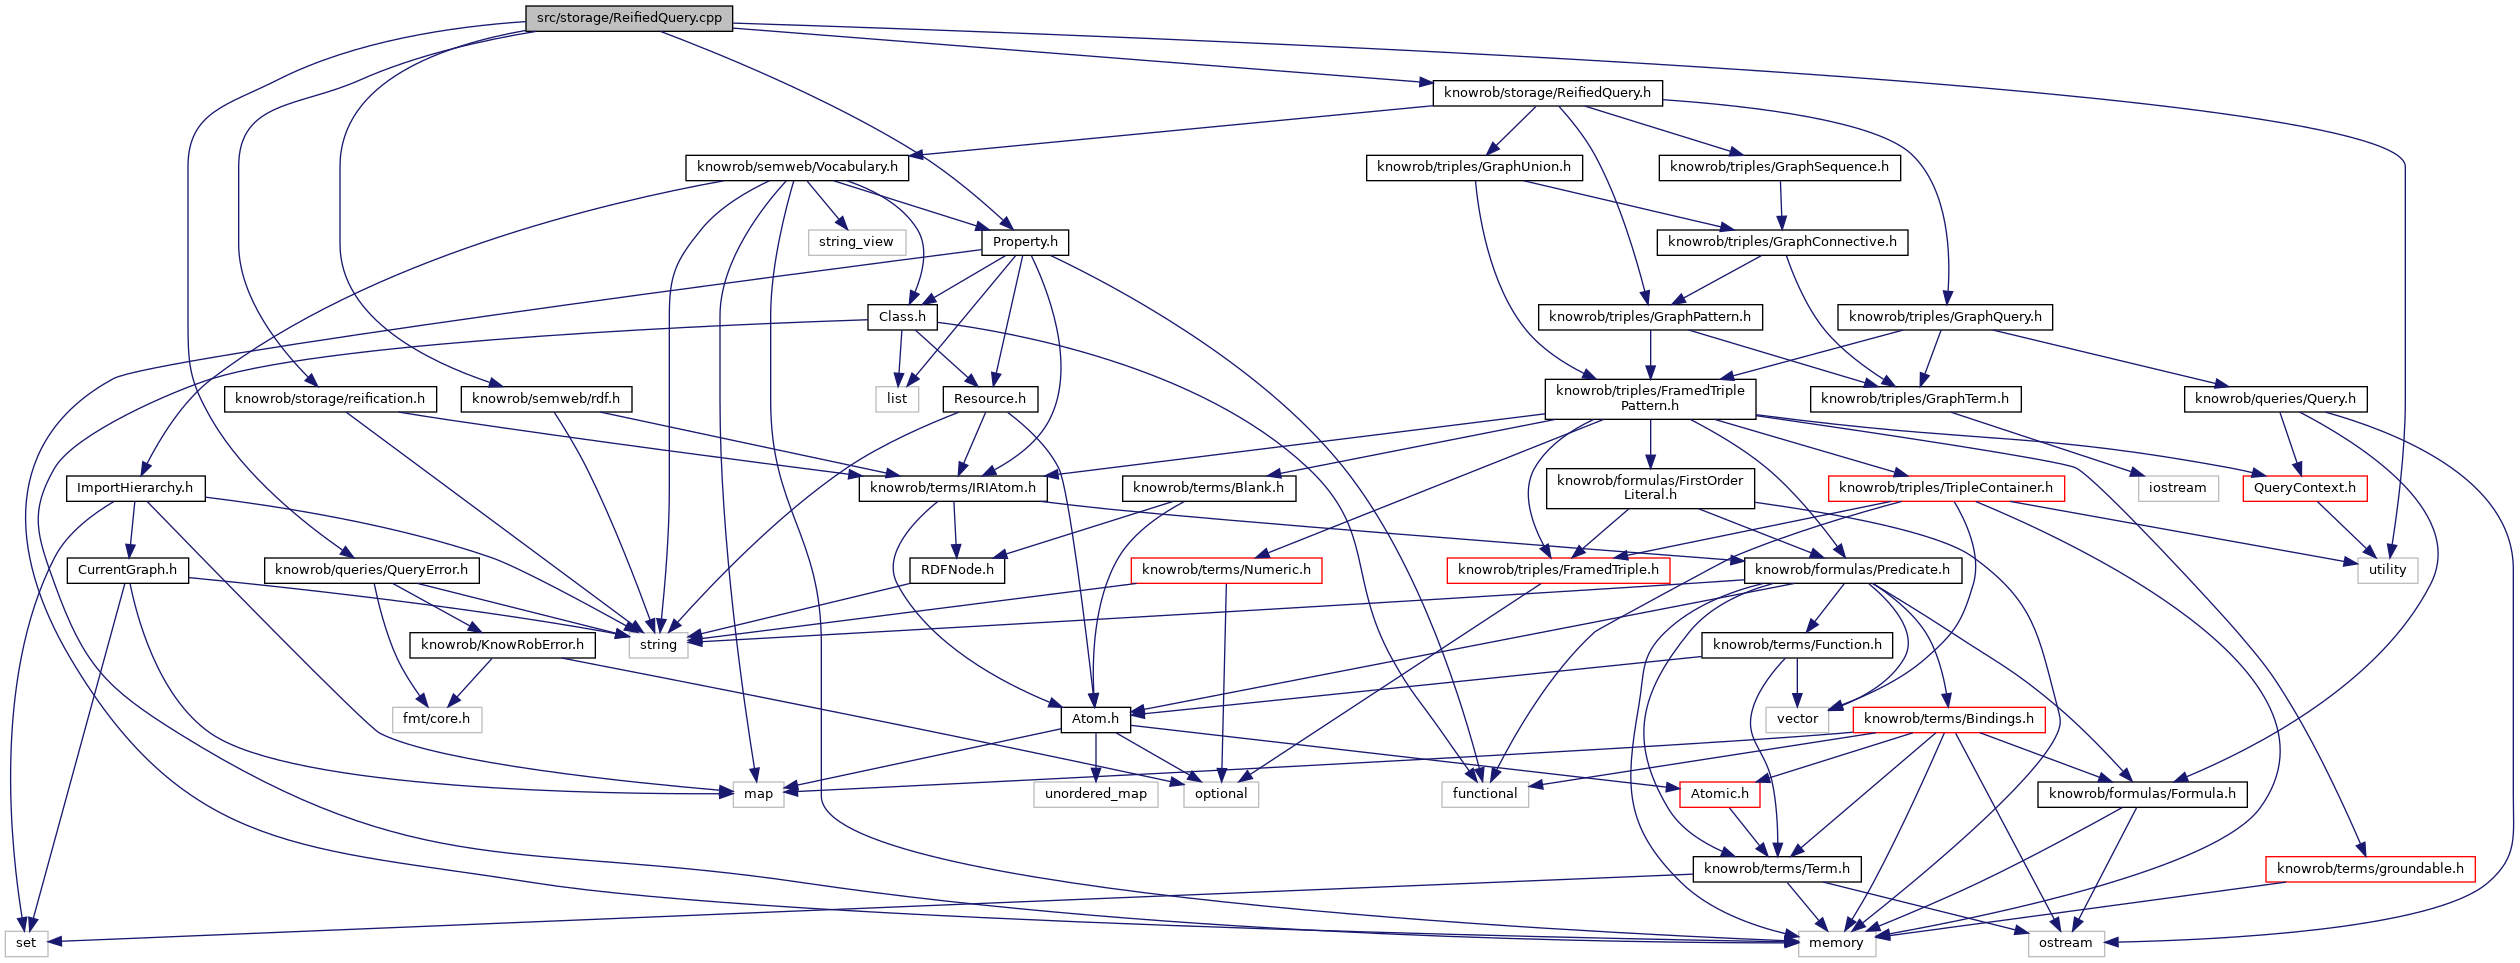 src/storage/ReifiedQuery.cpp
knowrob/storage/ReifiedQuery.h
knowrob/semweb/Vocabulary.h
knowrob/triples/GraphUnion.h
knowrob/triples/GraphSequence.h
string_view
Property.h
knowrob/triples/GraphConnective.h
Class.h
knowrob/triples/GraphPattern.h
knowrob/triples/GraphQuery.h
knowrob/storage/reification.h
knowrob/semweb/rdf.h
list
Resource.h
knowrob/triples/FramedTriple
Pattern.h
knowrob/triples/GraphTerm.h
knowrob/queries/Query.h
ImportHierarchy.h
knowrob/terms/IRIAtom.h
knowrob/terms/Blank.h
knowrob/formulas/FirstOrder
Literal.h
knowrob/triples/TripleContainer.h
iostream
QueryContext.h
CurrentGraph.h
knowrob/queries/QueryError.h
RDFNode.h
knowrob/terms/Numeric.h
knowrob/triples/FramedTriple.h
knowrob/formulas/Predicate.h
utility
knowrob/KnowRobError.h
string
knowrob/terms/Function.h
fmt/core.h
Atom.h
vector
knowrob/terms/Bindings.h
map
unordered_map
optional
functional
Atomic.h
knowrob/formulas/Formula.h
knowrob/terms/Term.h
knowrob/terms/groundable.h
set
memory
ostream